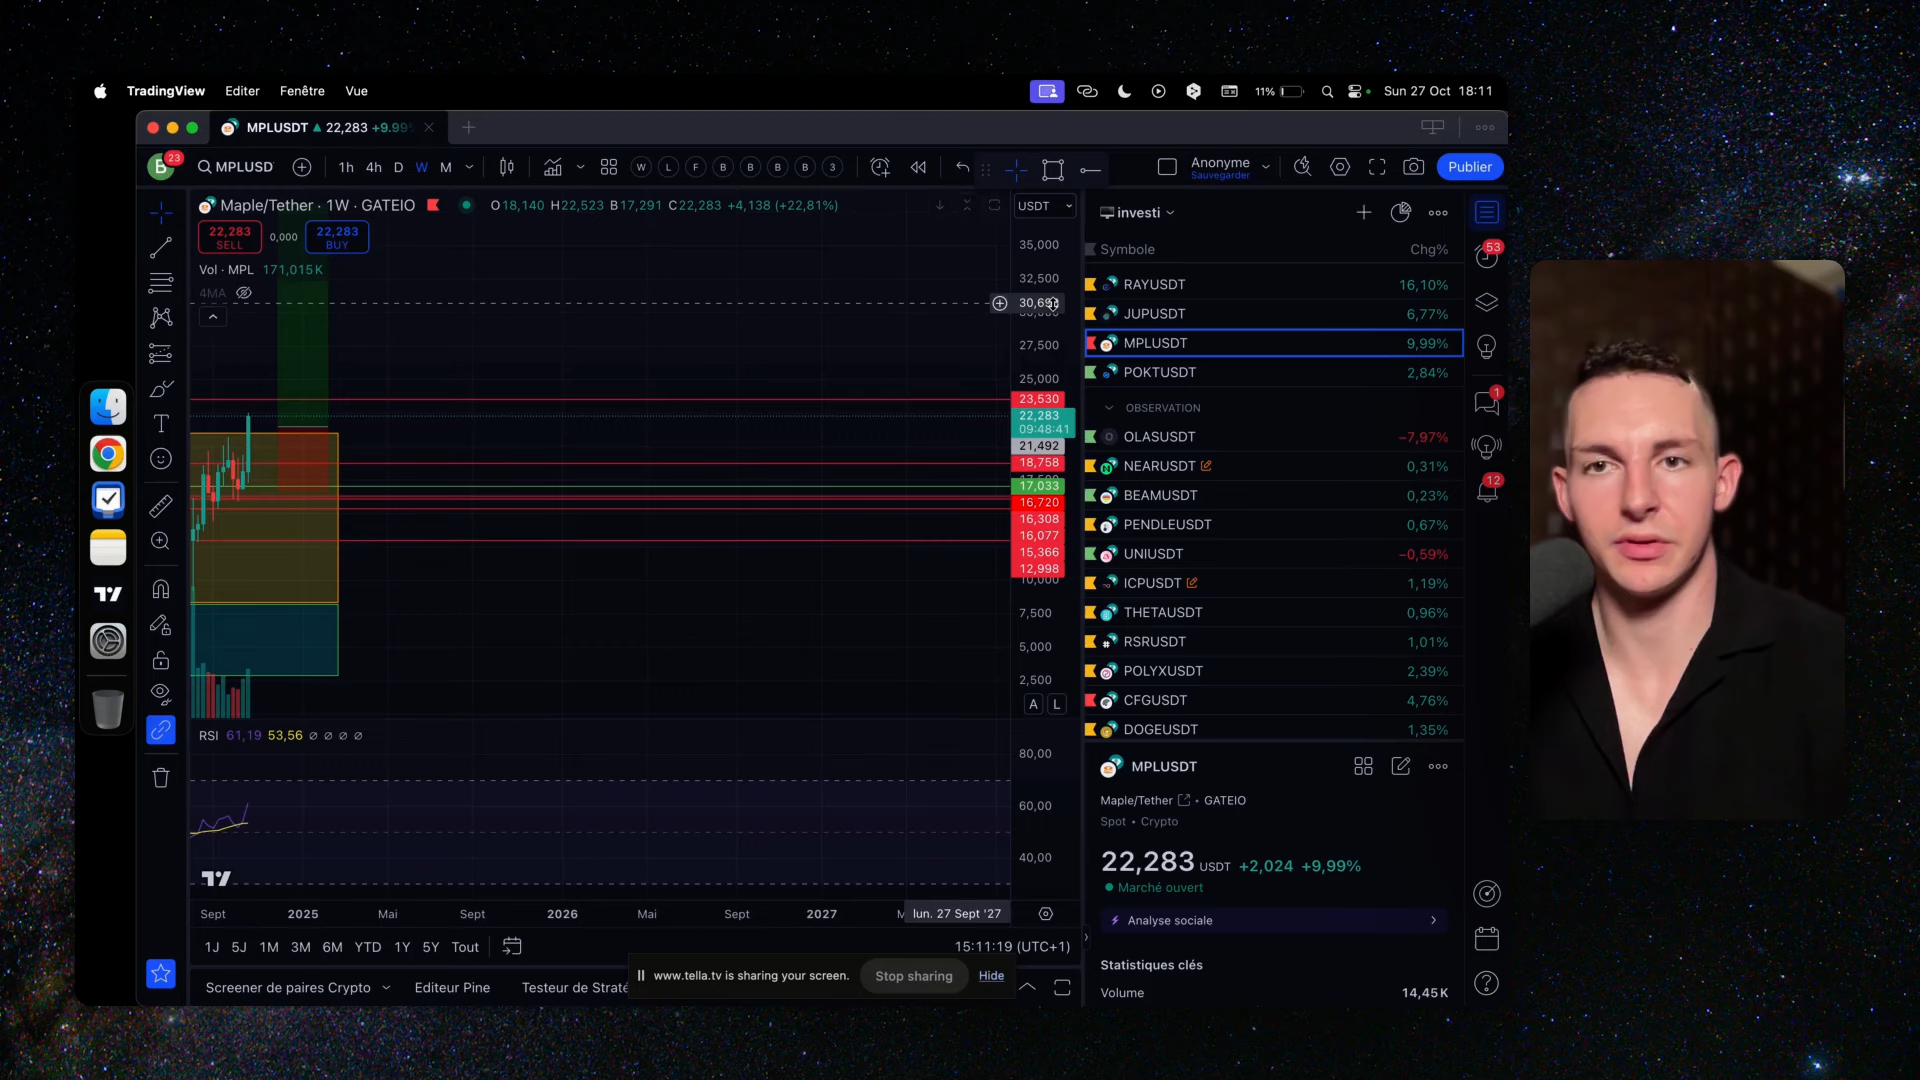 TradingView Editer Fenêtre Vue
11% Sun 27 Oct 18:11
MPLUSDT ▲ 22,283 +9.99%
B 23 MPLUSD 1h 4h D W M W L F B B B B 3 Anonyme Publier
Sauvegarder
Maple/Tether · 1W · GATEIO O18,140 H22,523 B17,291 C22,283 +4,138 (+22,81%) USDT
22,283 0,000 22,283
SELL BUY
Vol · MPL 171,015K
4MA
35,000
32,500
27,500
25,000
23,530
22,283
09:48:41
21,492
18,758
17,033
16,720
16,308
16,077
15,366
12,998
10,000
7,500
5,000
2,500
A L
RSI 61,19 53,56 ∅ ∅ ∅ ∅
80,00
60,00
40,00
Sept 2025 Mai Sept 2026 Mai Sept 2027 lun. 27 Sept '27
1J 5J 1M 3M 6M YTD 1Y 5Y Tout 15:11:19 (UTC+1)
www.tella.tv is sharing your screen. Stop sharing Hide
Screener de paires Crypto Editeur Pine Testeur de Straté
investi
Symbole Chg%
RAYUSDT 16,10%
JUPUSDT 6,77%
MPLUSDT 9,99%
POKTUSDT 2,84%
OBSERVATION
OLASUSDT −7,97%
NEARUSDT 0,31%
BEAMUSDT 0,23%
PENDLEUSDT 0,67%
UNIUSDT −0,59%
ICPUSDT 1,19%
THETAUSDT 0,96%
RSRUSDT 1,01%
POLYXUSDT 2,39%
CFGUSDT 4,76%
DOGEUSDT 1,35%
MPLUSDT
Maple/Tether • GATEIO
Spot • Crypto
22,283 USDT +2,024 +9,99%
Marché ouvert
Analyse sociale
Statistiques clés
Volume 14,45K
53
1
12